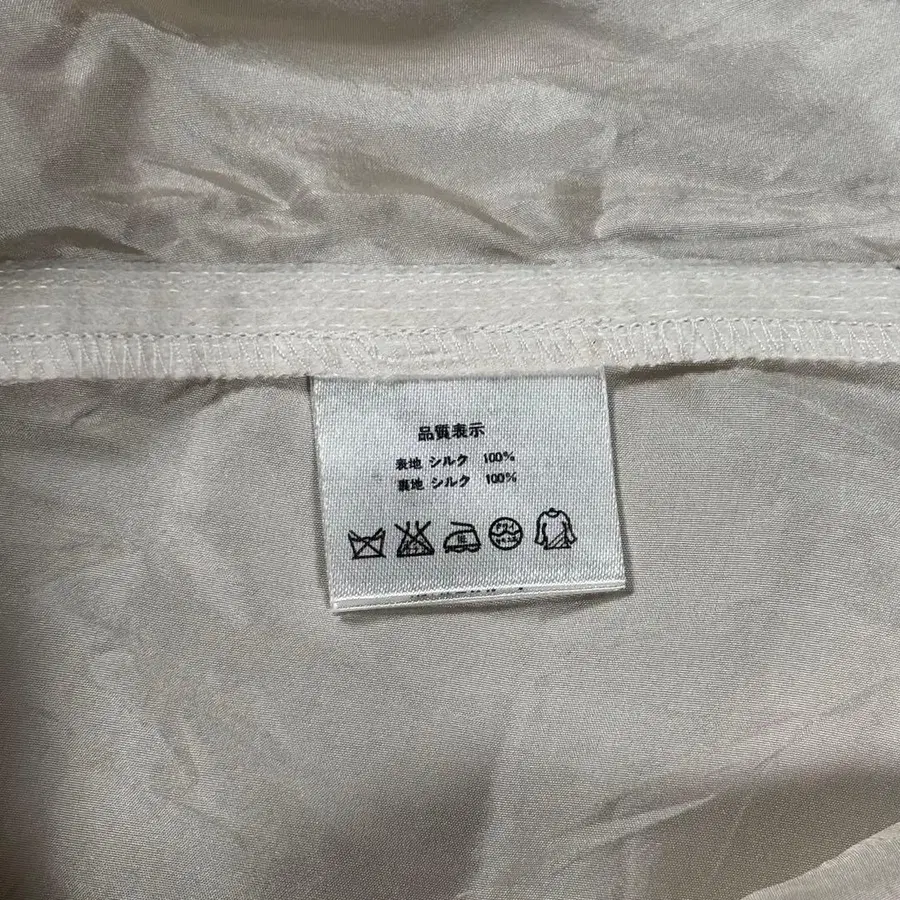 品質表示
表地 シルク 100%
裏地 シルク 100%